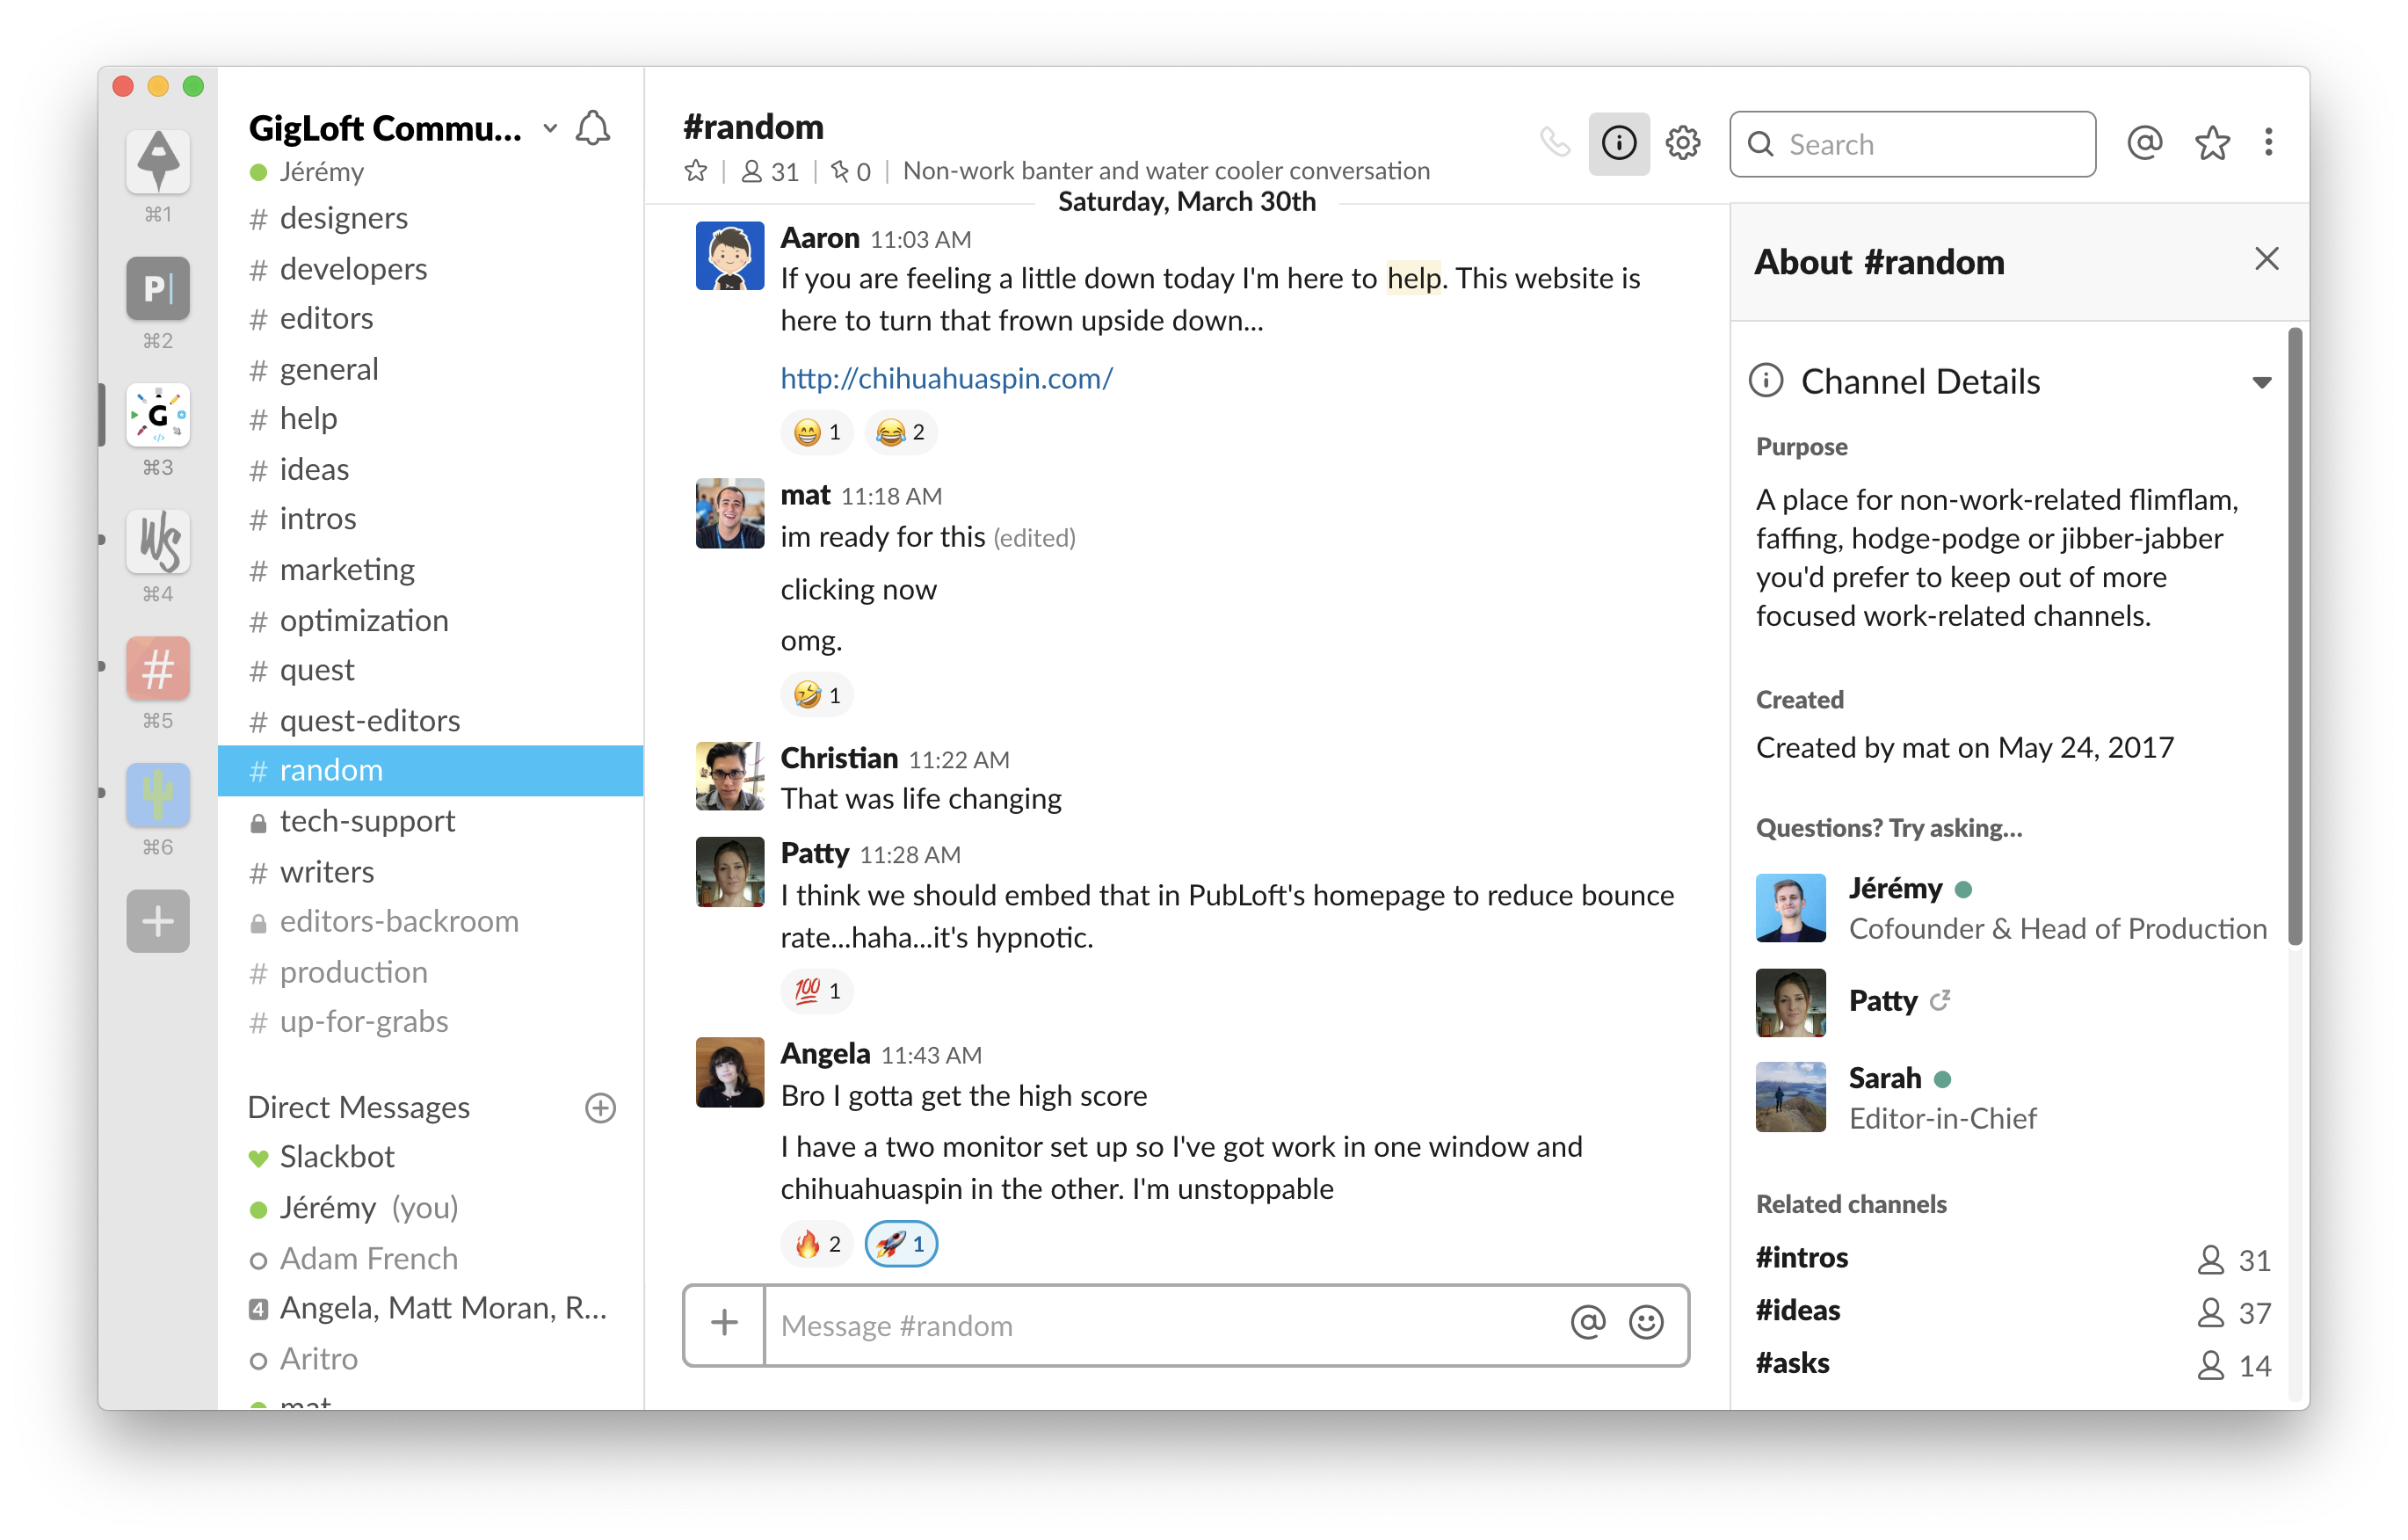 ⌘1
P|
⌘2
G
⌘3
WS
⌘4
#
⌘5
⌘6
GigLoft Commu...
Jérémy
# designers
# developers
# editors
# general
# help
# ideas
# intros
# marketing
# optimization
# quest
# quest-editors
# random
tech-support
# writers
editors-backroom
# production
# up-for-grabs
Direct Messages
Slackbot
Jérémy (you)
Adam French
4 Angela, Matt Moran, R...
Aritro
mat
#random
31 | 0 | Non-work banter and water cooler conversation
Search
Saturday, March 30th
Aaron 11:03 AM
If you are feeling a little down today I'm here to help. This website is
here to turn that frown upside down...
http://chihuahuaspin.com/
😁 1 😂 2
mat 11:18 AM
im ready for this (edited)
clicking now
omg.
🤣 1
Christian 11:22 AM
That was life changing
Patty 11:28 AM
I think we should embed that in PubLoft's homepage to reduce bounce
rate...haha...it's hypnotic.
💯 1
Angela 11:43 AM
Bro I gotta get the high score
I have a two monitor set up so I've got work in one window and
chihuahuaspin in the other. I'm unstoppable
🔥 2 🚀 1
Message #random
About #random
Channel Details
Purpose
A place for non-work-related flimflam,
faffing, hodge-podge or jibber-jabber
you'd prefer to keep out of more
focused work-related channels.
Created
Created by mat on May 24, 2017
Questions? Try asking...
Jérémy
Cofounder & Head of Production
Patty
Sarah
Editor-in-Chief
Related channels
#intros 31
#ideas 37
#asks 14